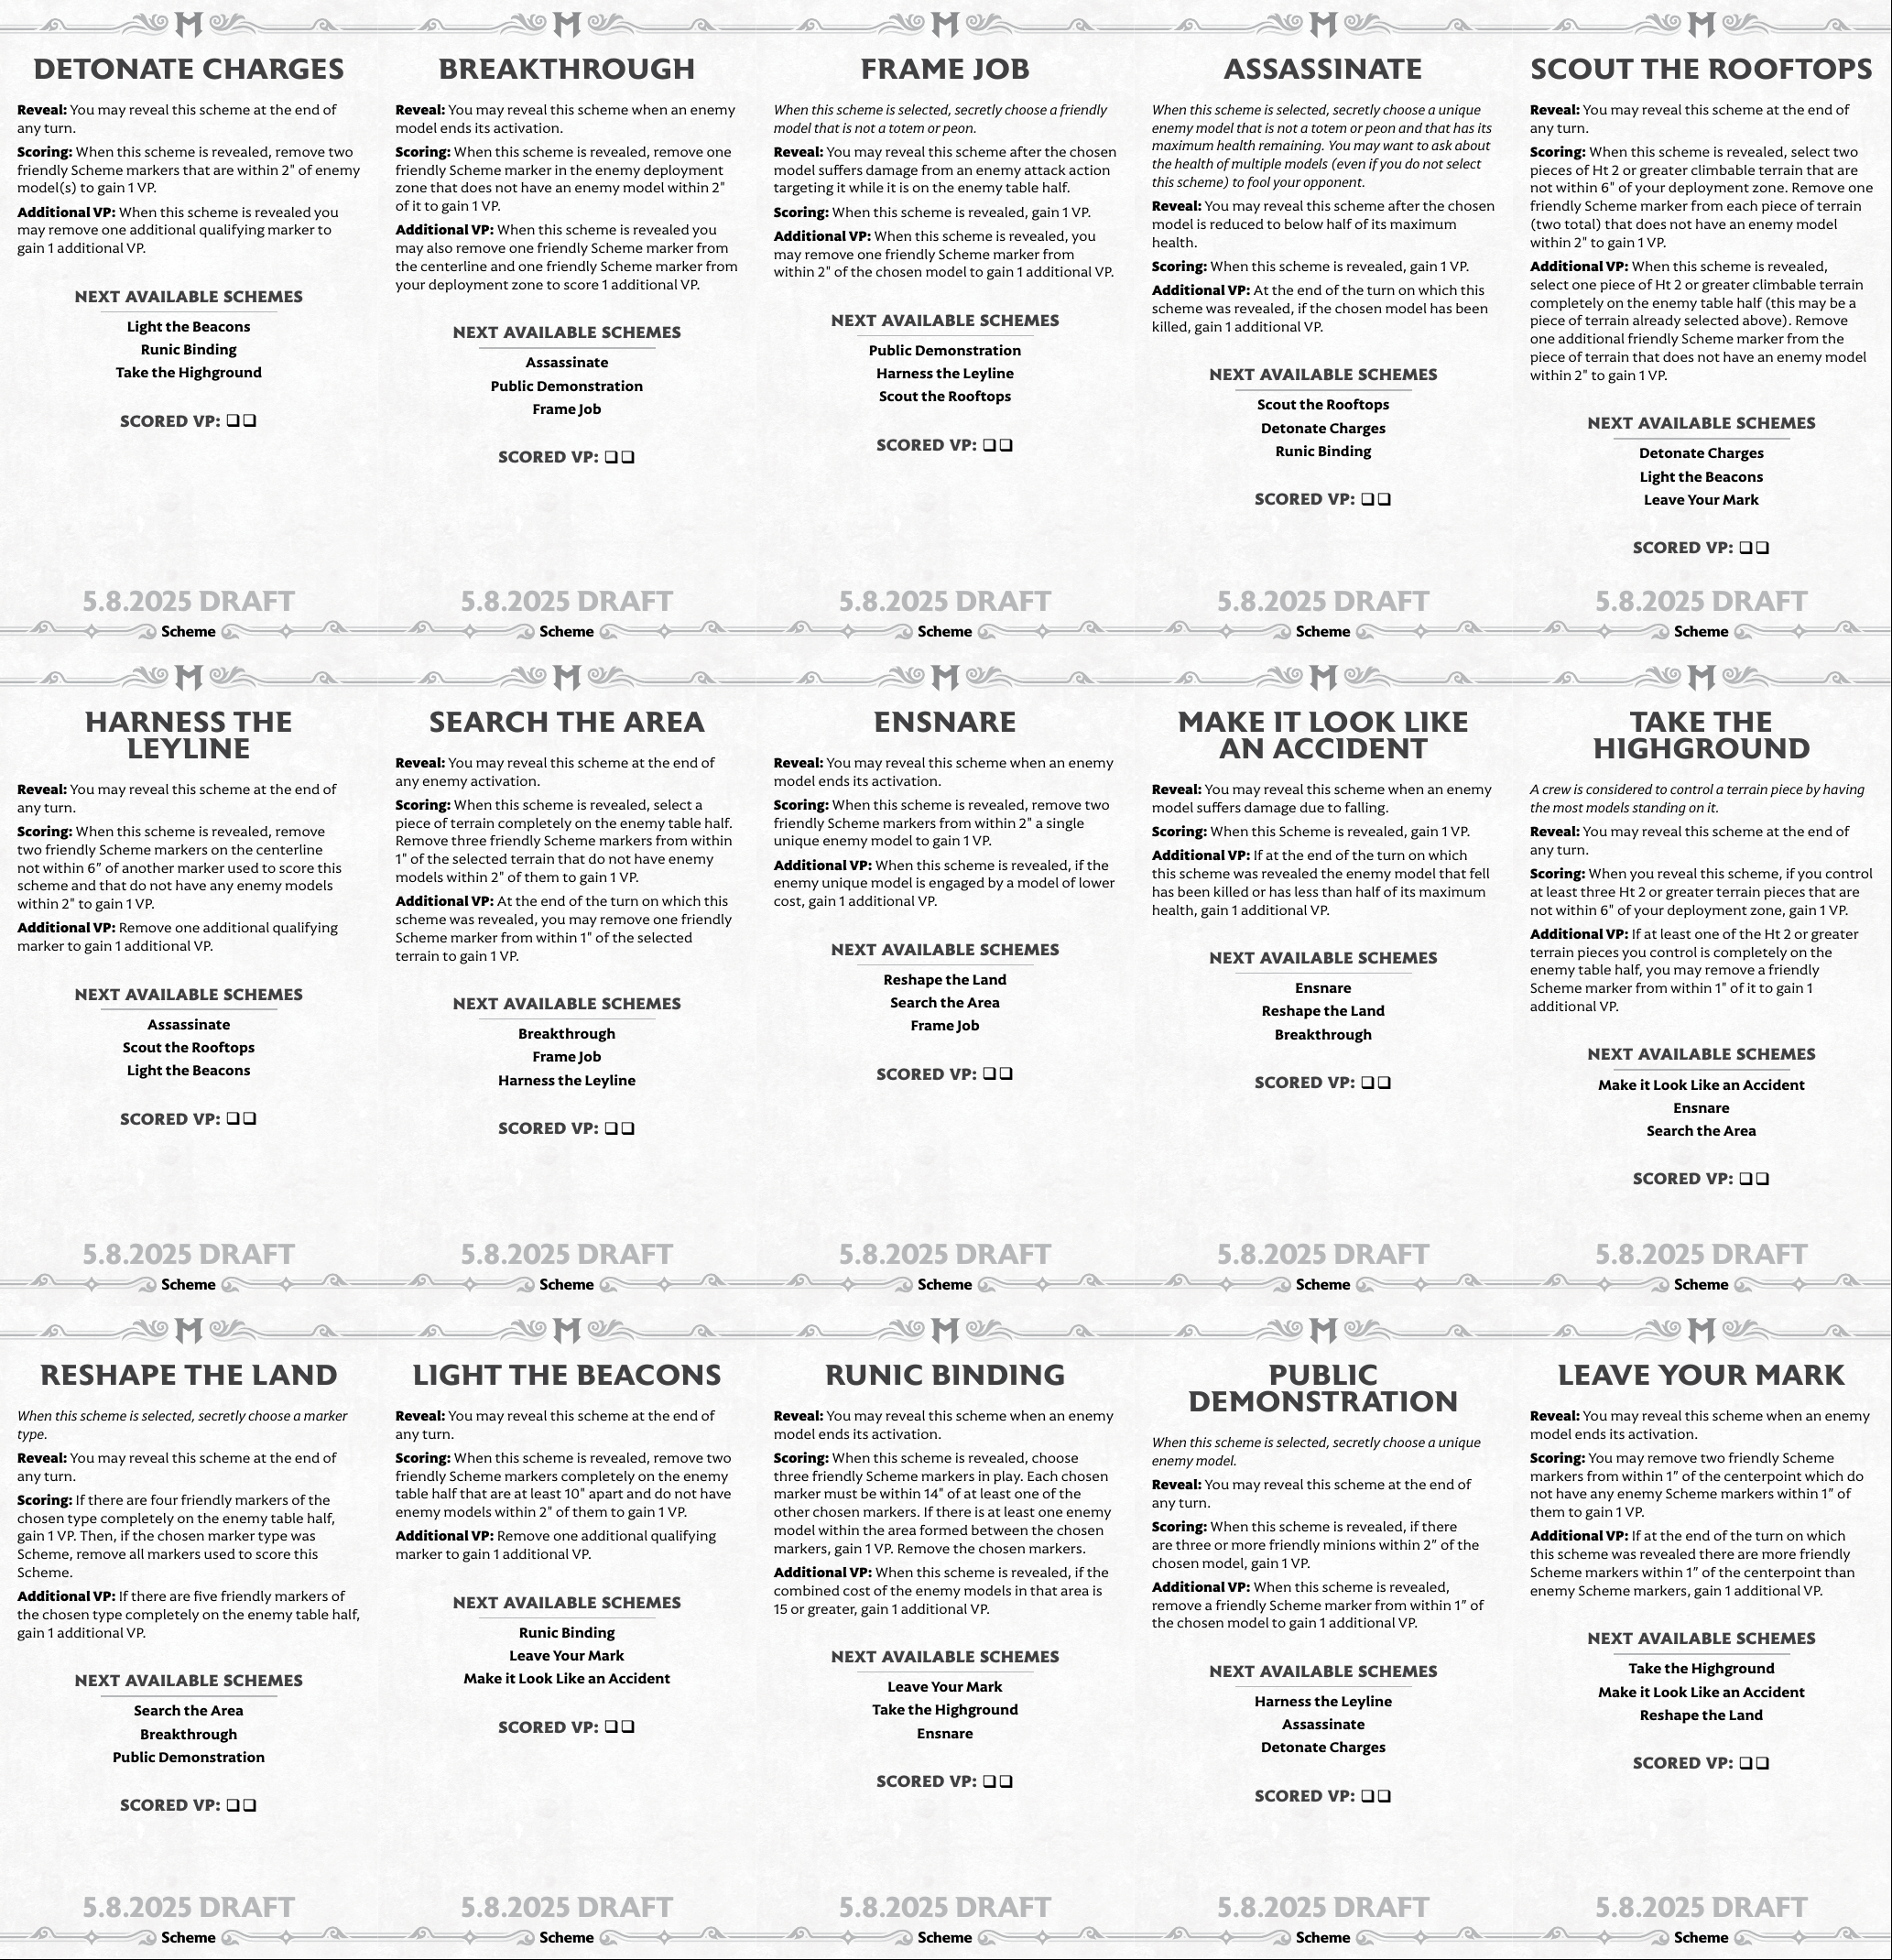 DETONATE CHARGES
Reveal: You may reveal this scheme at the end of
any turn.
Scoring: When this scheme is revealed, remove two
friendly Scheme markers that are within 2" of enemy
model(s) to gain 1 VP.
Additional VP: When this scheme is revealed you
may remove one additional qualifying marker to
gain 1 additional VP.
NEXT AVAILABLE SCHEMES
Light the Beacons
Runic Binding
Take the Highground
SCORED VP: ❑❑
5.8.2025 DRAFT
Scheme
BREAKTHROUGH
Reveal: You may reveal this scheme when an enemy
model ends its activation.
Scoring: When this scheme is revealed, remove one
friendly Scheme marker in the enemy deployment
zone that does not have an enemy model within 2"
of it to gain 1 VP.
Additional VP: When this scheme is revealed you
may also remove one friendly Scheme marker from
the centerline and one friendly Scheme marker from
your deployment zone to score 1 additional VP.
NEXT AVAILABLE SCHEMES
Assassinate
Public Demonstration
Frame Job
SCORED VP: ❑❑
5.8.2025 DRAFT
Scheme
FRAME JOB
When this scheme is selected, secretly choose a friendly
model that is not a totem or peon.
Reveal: You may reveal this scheme after the chosen
model suffers damage from an enemy attack action
targeting it while it is on the enemy table half.
Scoring: When this scheme is revealed, gain 1 VP.
Additional VP: When this scheme is revealed, you
may remove one friendly Scheme marker from
within 2" of the chosen model to gain 1 additional VP.
NEXT AVAILABLE SCHEMES
Public Demonstration
Harness the Leyline
Scout the Rooftops
SCORED VP: ❑❑
5.8.2025 DRAFT
Scheme
ASSASSINATE
When this scheme is selected, secretly choose a unique
enemy model that is not a totem or peon and that has its
maximum health remaining. You may want to ask about
the health of multiple models (even if you do not select
this scheme) to fool your opponent.
Reveal: You may reveal this scheme after the chosen
model is reduced to below half of its maximum
health.
Scoring: When this scheme is revealed, gain 1 VP.
Additional VP: At the end of the turn on which this
scheme was revealed, if the chosen model has been
killed, gain 1 additional VP.
NEXT AVAILABLE SCHEMES
Scout the Rooftops
Detonate Charges
Runic Binding
SCORED VP: ❑❑
5.8.2025 DRAFT
Scheme
SCOUT THE ROOFTOPS
Reveal: You may reveal this scheme at the end of
any turn.
Scoring: When this scheme is revealed, select two
pieces of Ht 2 or greater climbable terrain that are
not within 6" of your deployment zone. Remove one
friendly Scheme marker from each piece of terrain
(two total) that does not have an enemy model
within 2" to gain 1 VP.
Additional VP: When this scheme is revealed,
select one piece of Ht 2 or greater climbable terrain
completely on the enemy table half (this may be a
piece of terrain already selected above). Remove
one additional friendly Scheme marker from the
piece of terrain that does not have an enemy model
within 2" to gain 1 VP.
NEXT AVAILABLE SCHEMES
Detonate Charges
Light the Beacons
Leave Your Mark
SCORED VP: ❑❑
5.8.2025 DRAFT
Scheme
HARNESS THE
LEYLINE
Reveal: You may reveal this scheme at the end of
any turn.
Scoring: When this scheme is revealed, remove
two friendly Scheme markers on the centerline
not within 6” of another marker used to score this
scheme and that do not have any enemy models
within 2" to gain 1 VP.
Additional VP: Remove one additional qualifying
marker to gain 1 additional VP.
NEXT AVAILABLE SCHEMES
Assassinate
Scout the Rooftops
Light the Beacons
SCORED VP: ❑❑
5.8.2025 DRAFT
Scheme
SEARCH THE AREA
Reveal: You may reveal this scheme at the end of
any enemy activation.
Scoring: When this scheme is revealed, select a
piece of terrain completely on the enemy table half.
Remove three friendly Scheme markers from within
1" of the selected terrain that do not have enemy
models within 2" of them to gain 1 VP.
Additional VP: At the end of the turn on which this
scheme was revealed, you may remove one friendly
Scheme marker from within 1" of the selected
terrain to gain 1 VP.
NEXT AVAILABLE SCHEMES
Breakthrough
Frame Job
Harness the Leyline
SCORED VP: ❑❑
5.8.2025 DRAFT
Scheme
ENSNARE
Reveal: You may reveal this scheme when an enemy
model ends its activation.
Scoring: When this scheme is revealed, remove two
friendly Scheme markers from within 2" a single
unique enemy model to gain 1 VP.
Additional VP: When this scheme is revealed, if the
enemy unique model is engaged by a model of lower
cost, gain 1 additional VP.
NEXT AVAILABLE SCHEMES
Reshape the Land
Search the Area
Frame Job
SCORED VP: ❑❑
5.8.2025 DRAFT
Scheme
MAKE IT LOOK LIKE
AN ACCIDENT
Reveal: You may reveal this scheme when an enemy
model suffers damage due to falling.
Scoring: When this Scheme is revealed, gain 1 VP.
Additional VP: If at the end of the turn on which
this scheme was revealed the enemy model that fell
has been killed or has less than half of its maximum
health, gain 1 additional VP.
NEXT AVAILABLE SCHEMES
Ensnare
Reshape the Land
Breakthrough
SCORED VP: ❑❑
5.8.2025 DRAFT
Scheme
TAKE THE
HIGHGROUND
A crew is considered to control a terrain piece by having
the most models standing on it.
Reveal: You may reveal this scheme at the end of
any turn.
Scoring: When you reveal this scheme, if you control
at least three Ht 2 or greater terrain pieces that are
not within 6" of your deployment zone, gain 1 VP.
Additional VP: If at least one of the Ht 2 or greater
terrain pieces you control is completely on the
enemy table half, you may remove a friendly
Scheme marker from within 1" of it to gain 1
additional VP.
NEXT AVAILABLE SCHEMES
Make it Look Like an Accident
Ensnare
Search the Area
SCORED VP: ❑❑
5.8.2025 DRAFT
Scheme
RESHAPE THE LAND
When this scheme is selected, secretly choose a marker
type.
Reveal: You may reveal this scheme at the end of
any turn.
Scoring: If there are four friendly markers of the
chosen type completely on the enemy table half,
gain 1 VP. Then, if the chosen marker type was
Scheme, remove all markers used to score this
Scheme.
Additional VP: If there are five friendly markers of
the chosen type completely on the enemy table half,
gain 1 additional VP.
NEXT AVAILABLE SCHEMES
Search the Area
Breakthrough
Public Demonstration
SCORED VP: ❑❑
5.8.2025 DRAFT
Scheme
LIGHT THE BEACONS
Reveal: You may reveal this scheme at the end of
any turn.
Scoring: When this scheme is revealed, remove two
friendly Scheme markers completely on the enemy
table half that are at least 10" apart and do not have
enemy models within 2" of them to gain 1 VP.
Additional VP: Remove one additional qualifying
marker to gain 1 additional VP.
NEXT AVAILABLE SCHEMES
Runic Binding
Leave Your Mark
Make it Look Like an Accident
SCORED VP: ❑❑
5.8.2025 DRAFT
Scheme
RUNIC BINDING
Reveal: You may reveal this scheme when an enemy
model ends its activation.
Scoring: When this scheme is revealed, choose
three friendly Scheme markers in play. Each chosen
marker must be within 14" of at least one of the
other chosen markers. If there is at least one enemy
model within the area formed between the chosen
markers, gain 1 VP. Remove the chosen markers.
Additional VP: When this scheme is revealed, if the
combined cost of the enemy models in that area is
15 or greater, gain 1 additional VP.
NEXT AVAILABLE SCHEMES
Leave Your Mark
Take the Highground
Ensnare
SCORED VP: ❑❑
5.8.2025 DRAFT
Scheme
PUBLIC
DEMONSTRATION
When this scheme is selected, secretly choose a unique
enemy model.
Reveal: You may reveal this scheme at the end of
any turn.
Scoring: When this scheme is revealed, if there
are three or more friendly minions within 2” of the
chosen model, gain 1 VP.
Additional VP: When this scheme is revealed,
remove a friendly Scheme marker from within 1” of
the chosen model to gain 1 additional VP.
NEXT AVAILABLE SCHEMES
Harness the Leyline
Assassinate
Detonate Charges
SCORED VP: ❑❑
5.8.2025 DRAFT
Scheme
LEAVE YOUR MARK
Reveal: You may reveal this scheme when an enemy
model ends its activation.
Scoring: You may remove two friendly Scheme
markers from within 1” of the centerpoint which do
not have any enemy Scheme markers within 1” of
them to gain 1 VP.
Additional VP: If at the end of the turn on which
this scheme was revealed there are more friendly
Scheme markers within 1” of the centerpoint than
enemy Scheme markers, gain 1 additional VP.
NEXT AVAILABLE SCHEMES
Take the Highground
Make it Look Like an Accident
Reshape the Land
SCORED VP: ❑❑
5.8.2025 DRAFT
Scheme